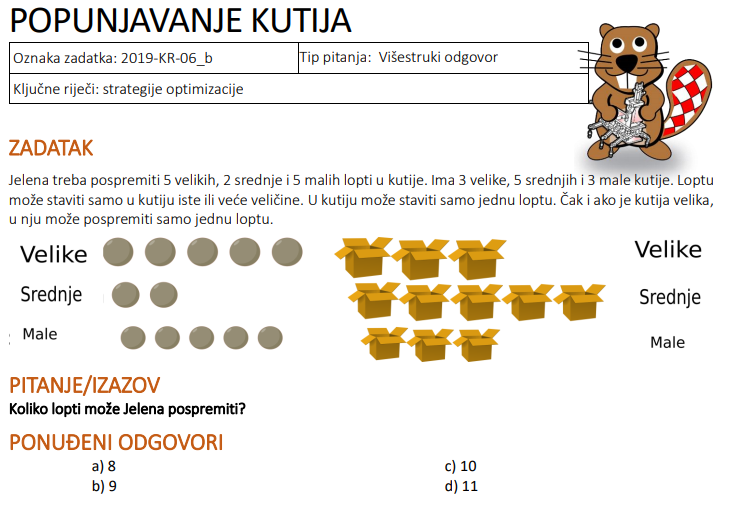 POPUNJAVANJE KUTIJA
Oznaka zadatka: 2019-KR-06_b
Tip pitanja: Višestruki odgovor
Ključne riječi: strategije optimizacije
ZADATAK
Jelena treba pospremiti 5 velikih, 2 srednje i 5 malih lopti u kutije. Ima 3 velike, 5 srednjih i 3 male kutije. Loptu
može staviti samo u kutiju iste ili veće veličine. U kutiju može staviti samo jednu loptu. Čak i ako je kutija velika,
u nju može pospremiti samo jednu loptu.
Velike Velike
Srednje Srednje
Male Male
PITANJE/IZAZOV
Koliko lopti može Jelena pospremiti?
PONUĐENI ODGOVORI
a) 8 c) 10
b) 9 d) 11